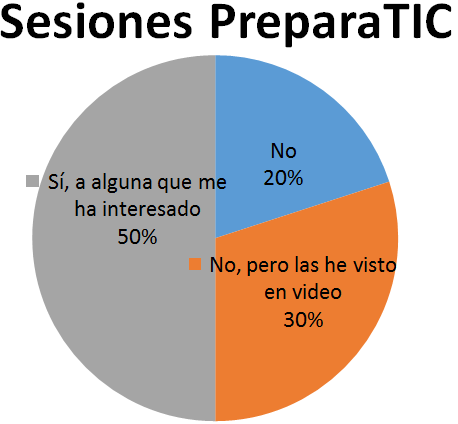 Sesiones PreparaTIC
No
20%
Sí, a alguna que me
ha interesado
50%
No, pero las he visto
en video
30%